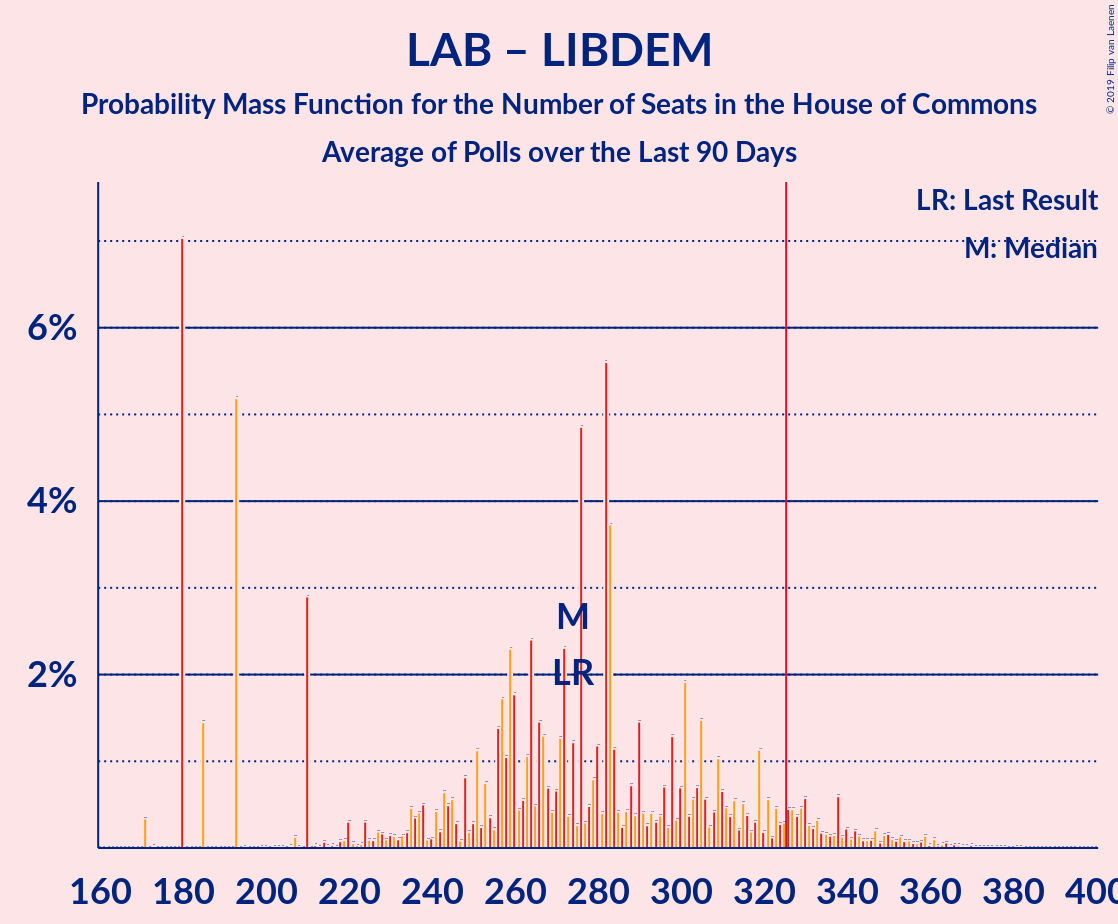 LAB – LIBDEM
Probability Mass Function for the Number of Seats in the House of Commons
Average of Polls over the Last 90 Days
© 2019 Filip van Laenen
LR: Last Result
M: Median
6%
4%
2%
M
LR
160 180 200 220 240 260 280 300 320 340 360 380 400